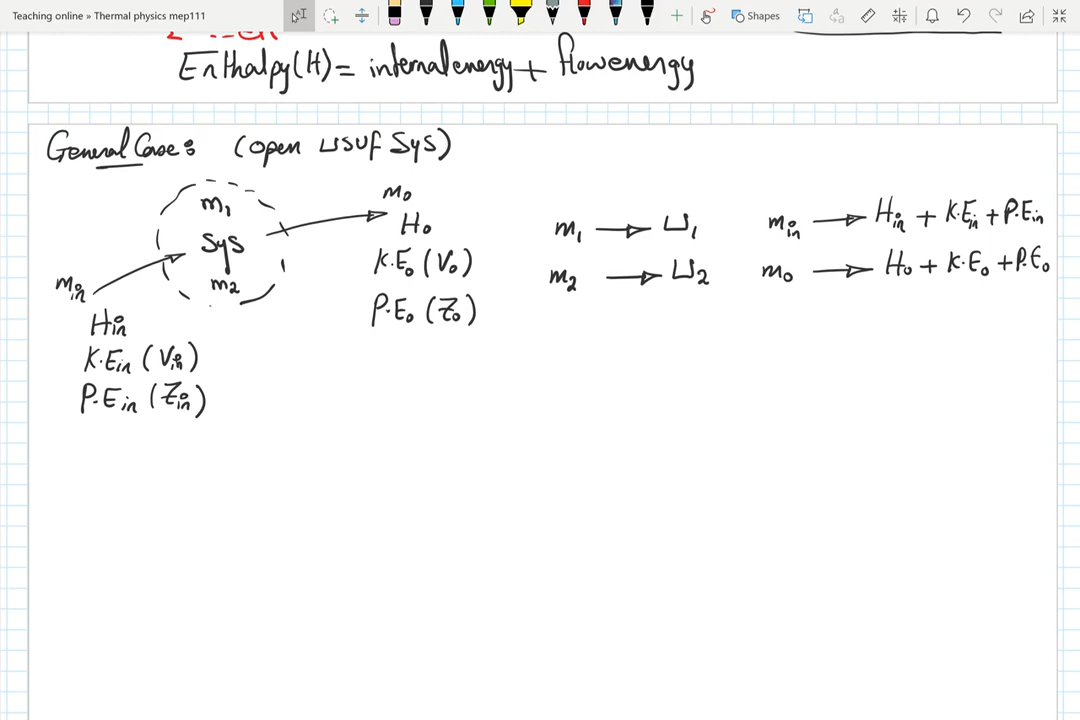 Teaching online » Thermal physics mep111
Shapes
Enthalpy (H) = internal energy + flow energy
General Case: (open USUF Sys)
m₁
Sys
m₂
min
Hin
K.Ein (Vin)
P.Ein (Zin)
mo
Ho
K.Eo (Vo)
P.Eo (Zo)
m₁ → U₁
m₂ → U₂
min → Hin + K.Ein + P.Ein
mo → Ho + K.Eo + P.Eo